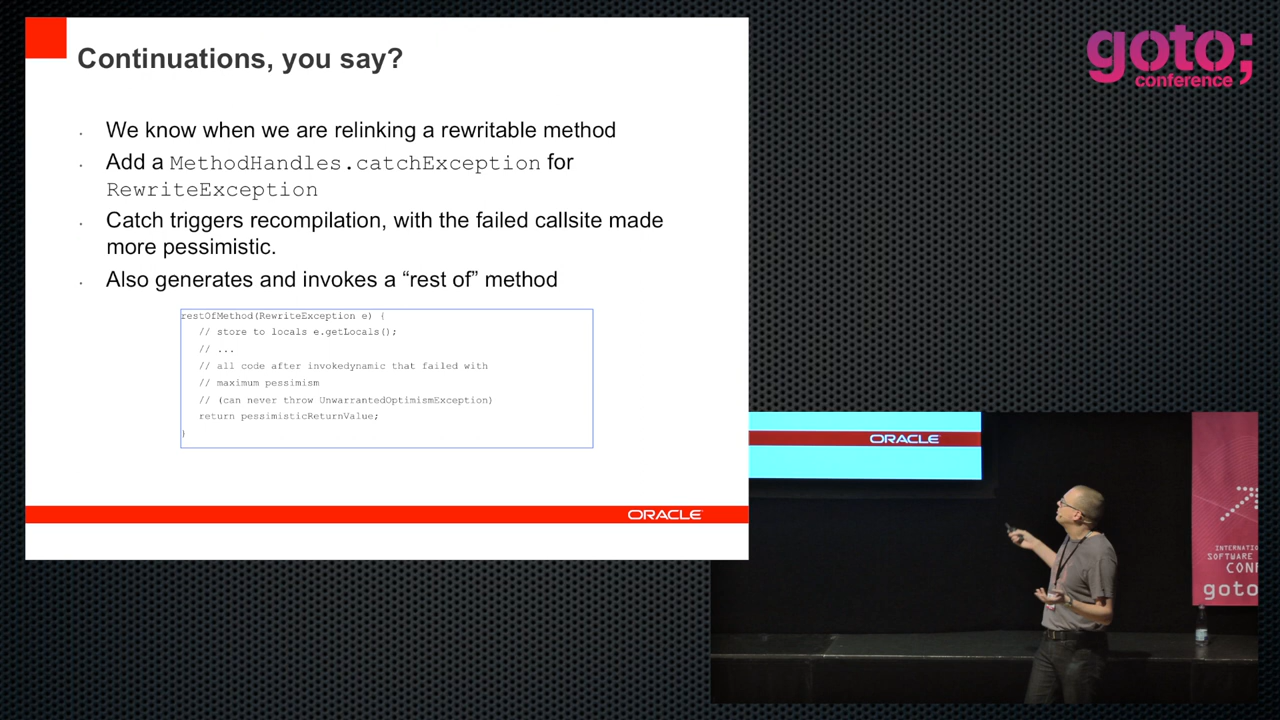 Continuations, you say?
goto;
conference
We know when we are relinking a rewritable method
Add a MethodHandles.catchException for
RewriteException
Catch triggers recompilation, with the failed callsite made
more pessimistic.
Also generates and invokes a “rest of” method
restOfMethod(RewriteException e) {
// store to locals e.getLocals();
// ...
// all code after invokedynamic that failed with
// maximum pessimism
// (can never throw UnwarrantedOptimismException)
return pessimisticReturnValue;
}
ORACLE
ORACLE
INTERNATIO
SOFTWARE
CONF
goto